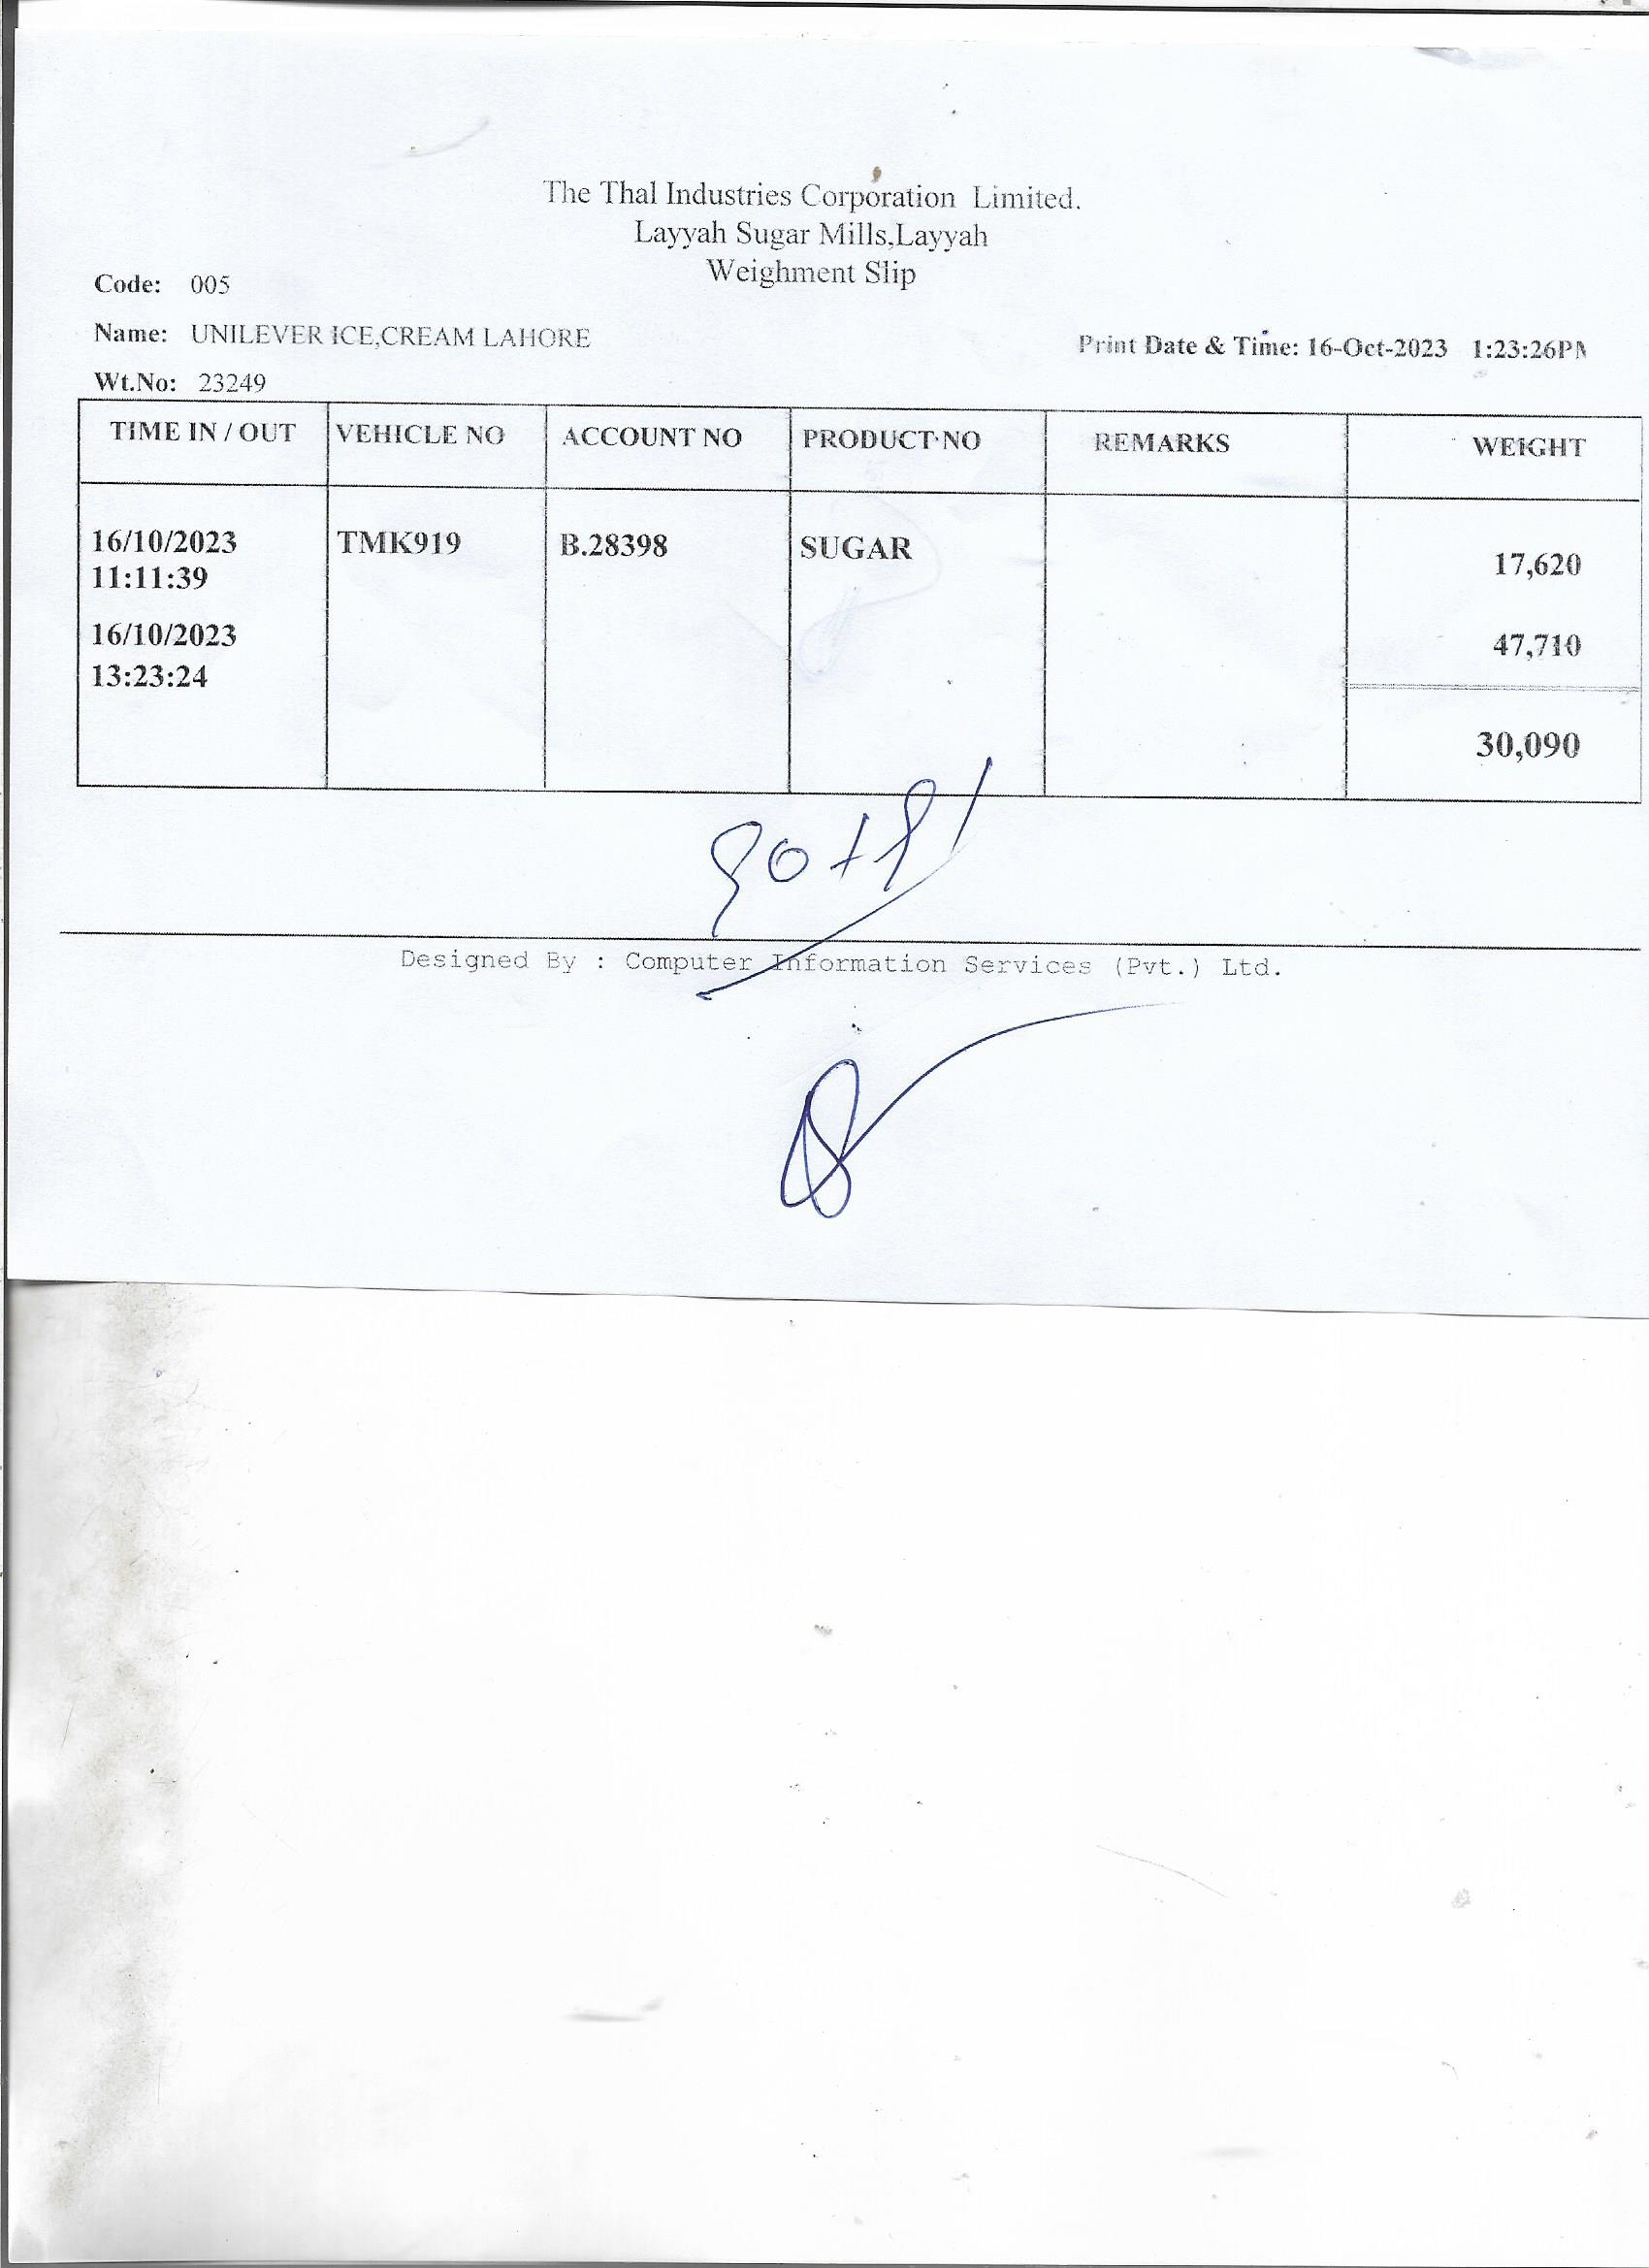 The Thal Industries Corporation Limited.
Layyah Sugar Mills,Layyah
Weighment Slip
Code: 005
Name: UNILEVER ICE,CREAM LAHORE
Print Date & Time: 16-Oct-2023 1:23:26PM
Wt.No: 23249
TIME IN / OUT VEHICLE NO ACCOUNT NO PRODUCT NO REMARKS WEIGHT
16/10/2023 TMK919 B.28398 SUGAR 17,620
11:11:39
16/10/2023 47,710
13:23:24
30,090
Designed By : Computer Information Services (Pvt.) Ltd.